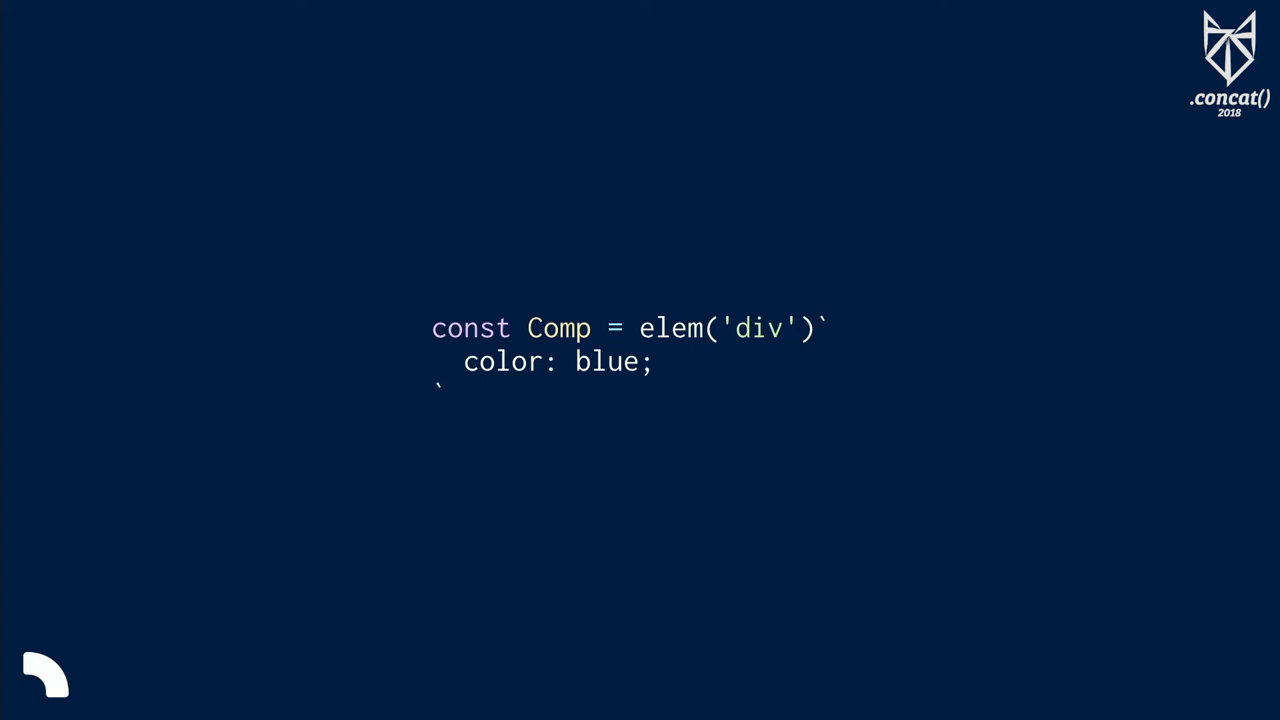 .concat()
2018
const Comp = elem('div')`
  color: blue;
`